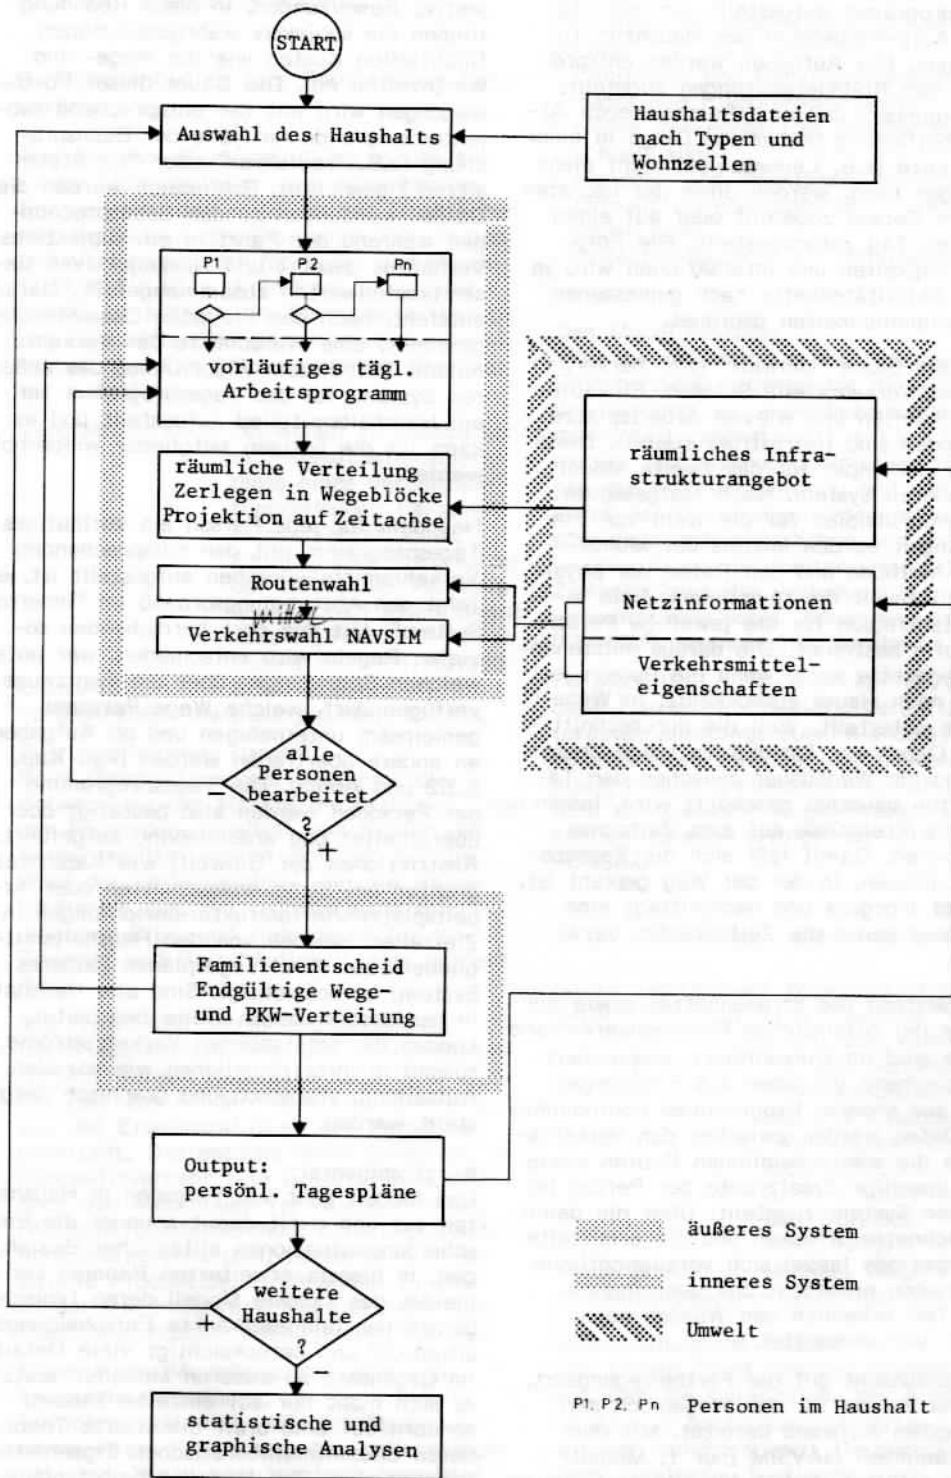 START
Auswahl des Haushalts
Haushaltsdateien
nach Typen und
Wohnzellen
P1 P2 Pn
vorläufiges tägl.
Arbeitsprogramm
räumliche Verteilung
Zerlegen in Wegeblöcke
Projektion auf Zeitachse
räumliches Infra-
strukturangebot
Routenwahl
Verkehrswahl NAVSIM
Netzinformationen
Verkehrsmittel-
eigenschaften
alle
Personen
bearbeitet
?
−
+
Familienentscheid
Endgültige Wege-
und PKW-Verteilung
Output:
persönl. Tagespläne
weitere
Haushalte
?
+
−
statistische und
graphische Analysen
äußeres System
inneres System
Umwelt
P1, P2, Pn Personen im Haushalt